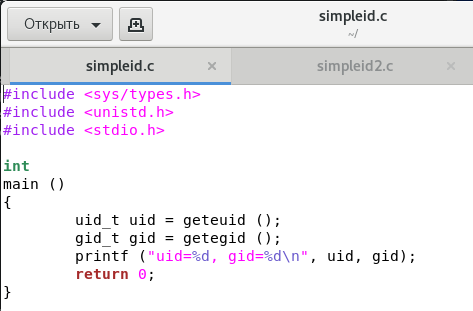 Открыть
simpleid.c
~/
simpleid.c
simpleid2.c
#include <sys/types.h>
#include <unistd.h>
#include <stdio.h>
int
main ()
{
uid_t uid = geteuid ();
gid_t gid = getegid ();
printf ("uid=%d, gid=%d\n", uid, gid);
return 0;
}